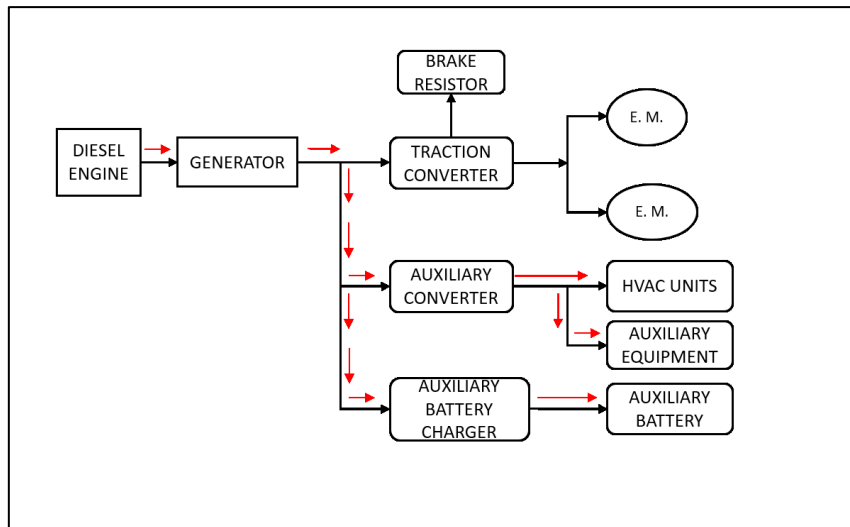 BRAKE
RESISTOR
E. M.
DIESEL
ENGINE
GENERATOR
TRACTION
CONVERTER
E. M.
AUXILIARY
CONVERTER
HVAC UNITS
AUXILIARY
EQUIPMENT
AUXILIARY
BATTERY
CHARGER
AUXILIARY
BATTERY